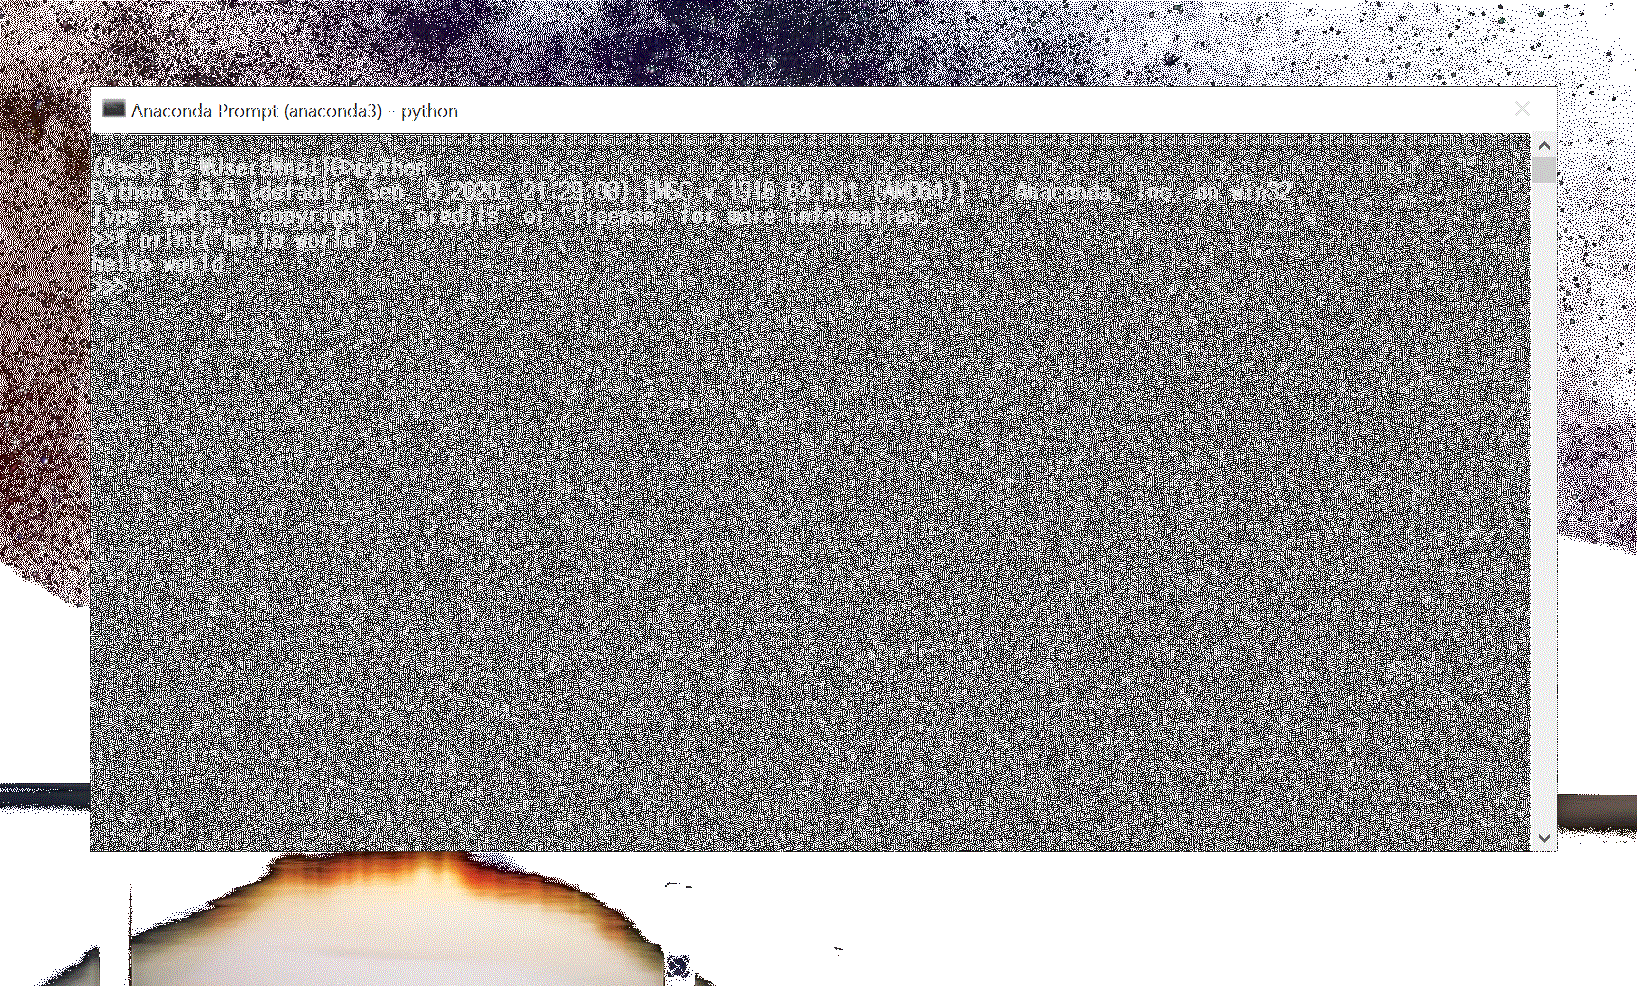 Anaconda Prompt (anaconda3) - python
(base) C:\Users\>python
Python 3.8.5 (default, Sep 3 2020, 21:29:08) [MSC v.1916 64 bit (AMD64)] :: Anaconda, Inc. on win32
Type "help", "copyright", "credits" or "license" for more information.
>>> print("hello world")
hello world
>>>